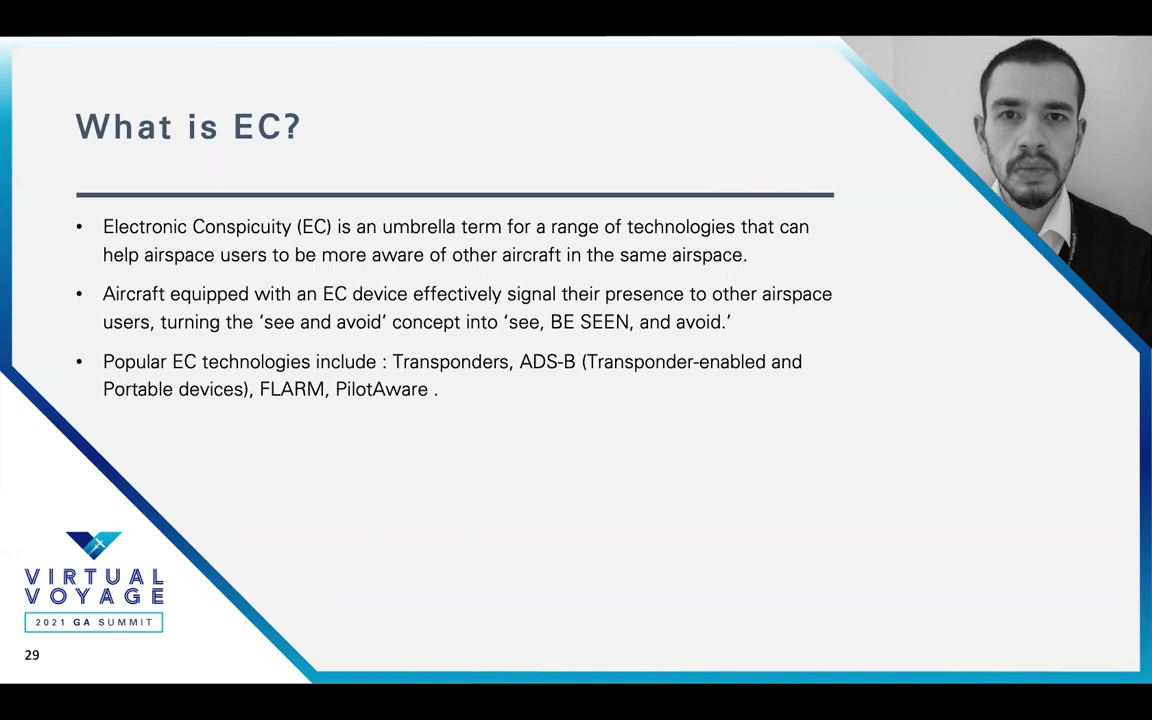 What is EC?
• Electronic Conspicuity (EC) is an umbrella term for a range of technologies that can
help airspace users to be more aware of other aircraft in the same airspace.
• Aircraft equipped with an EC device effectively signal their presence to other airspace
users, turning the ‘see and avoid’ concept into ‘see, BE SEEN, and avoid.’
• Popular EC technologies include : Transponders, ADS-B (Transponder-enabled and
Portable devices), FLARM, PilotAware .
VIRTUAL
VOYAGE
2021 GA SUMMIT
29